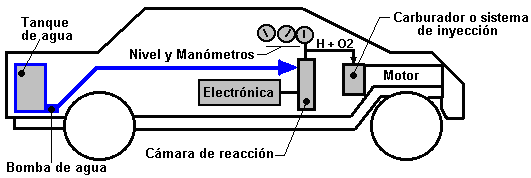 Tanque
de agua
Carburador o sistema
de inyección
Nivel y Manómetros
H + O2
Motor
Electrónica
Cámara de reacción
Bomba de agua